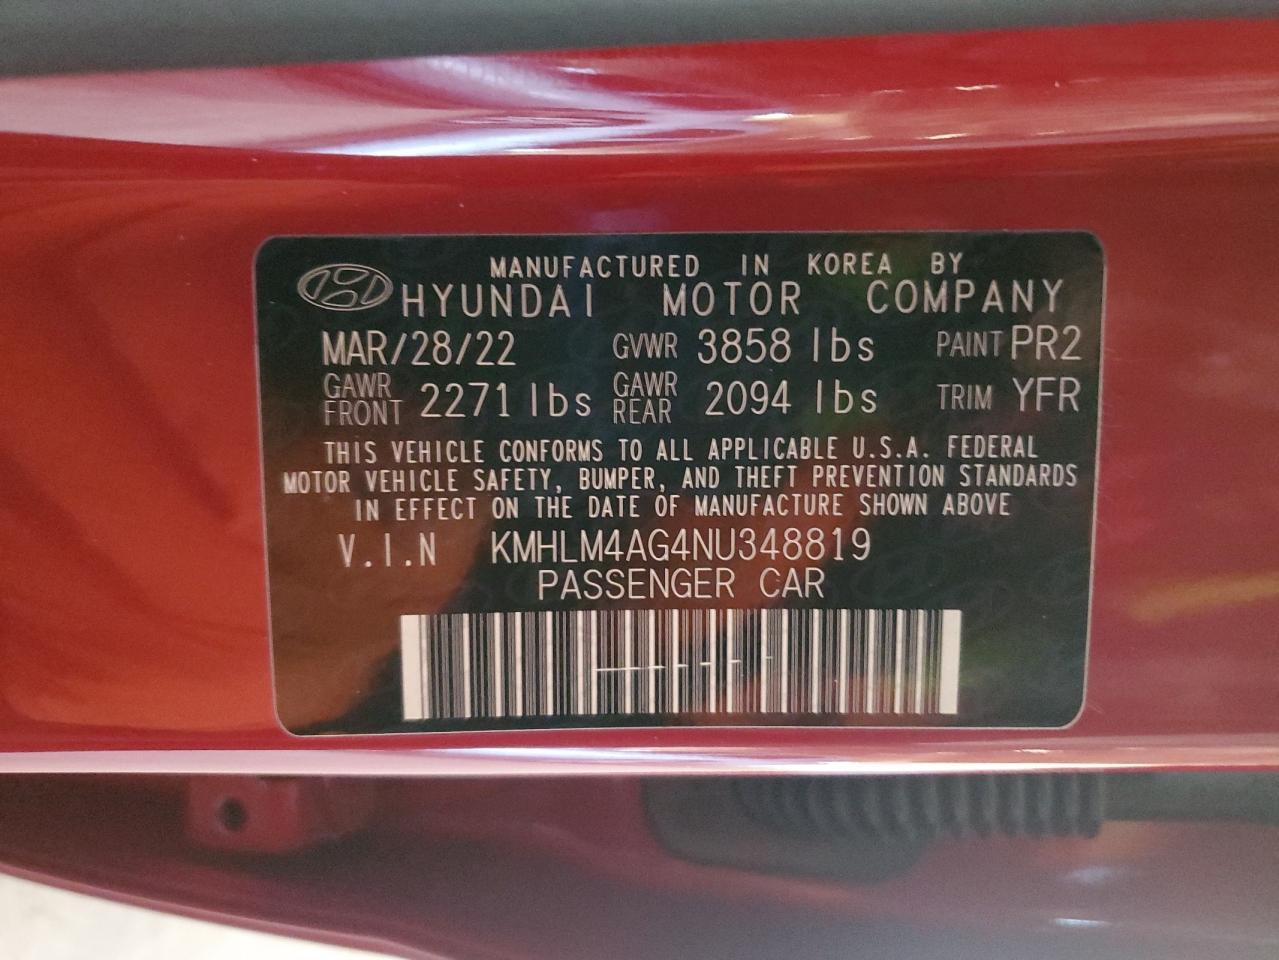 MANUFACTURED IN KOREA BY
HYUNDAI MOTOR COMPANY
MAR/28/22 GVWR 3858 lbs PAINT PR2
GAWR FRONT 2271 lbs GAWR REAR 2094 lbs TRIM YFR
THIS VEHICLE CONFORMS TO ALL APPLICABLE U.S.A. FEDERAL
MOTOR VEHICLE SAFETY, BUMPER, AND THEFT PREVENTION STANDARDS
IN EFFECT ON THE DATE OF MANUFACTURE SHOWN ABOVE
V.I.N KMHLM4AG4NU348819
PASSENGER CAR